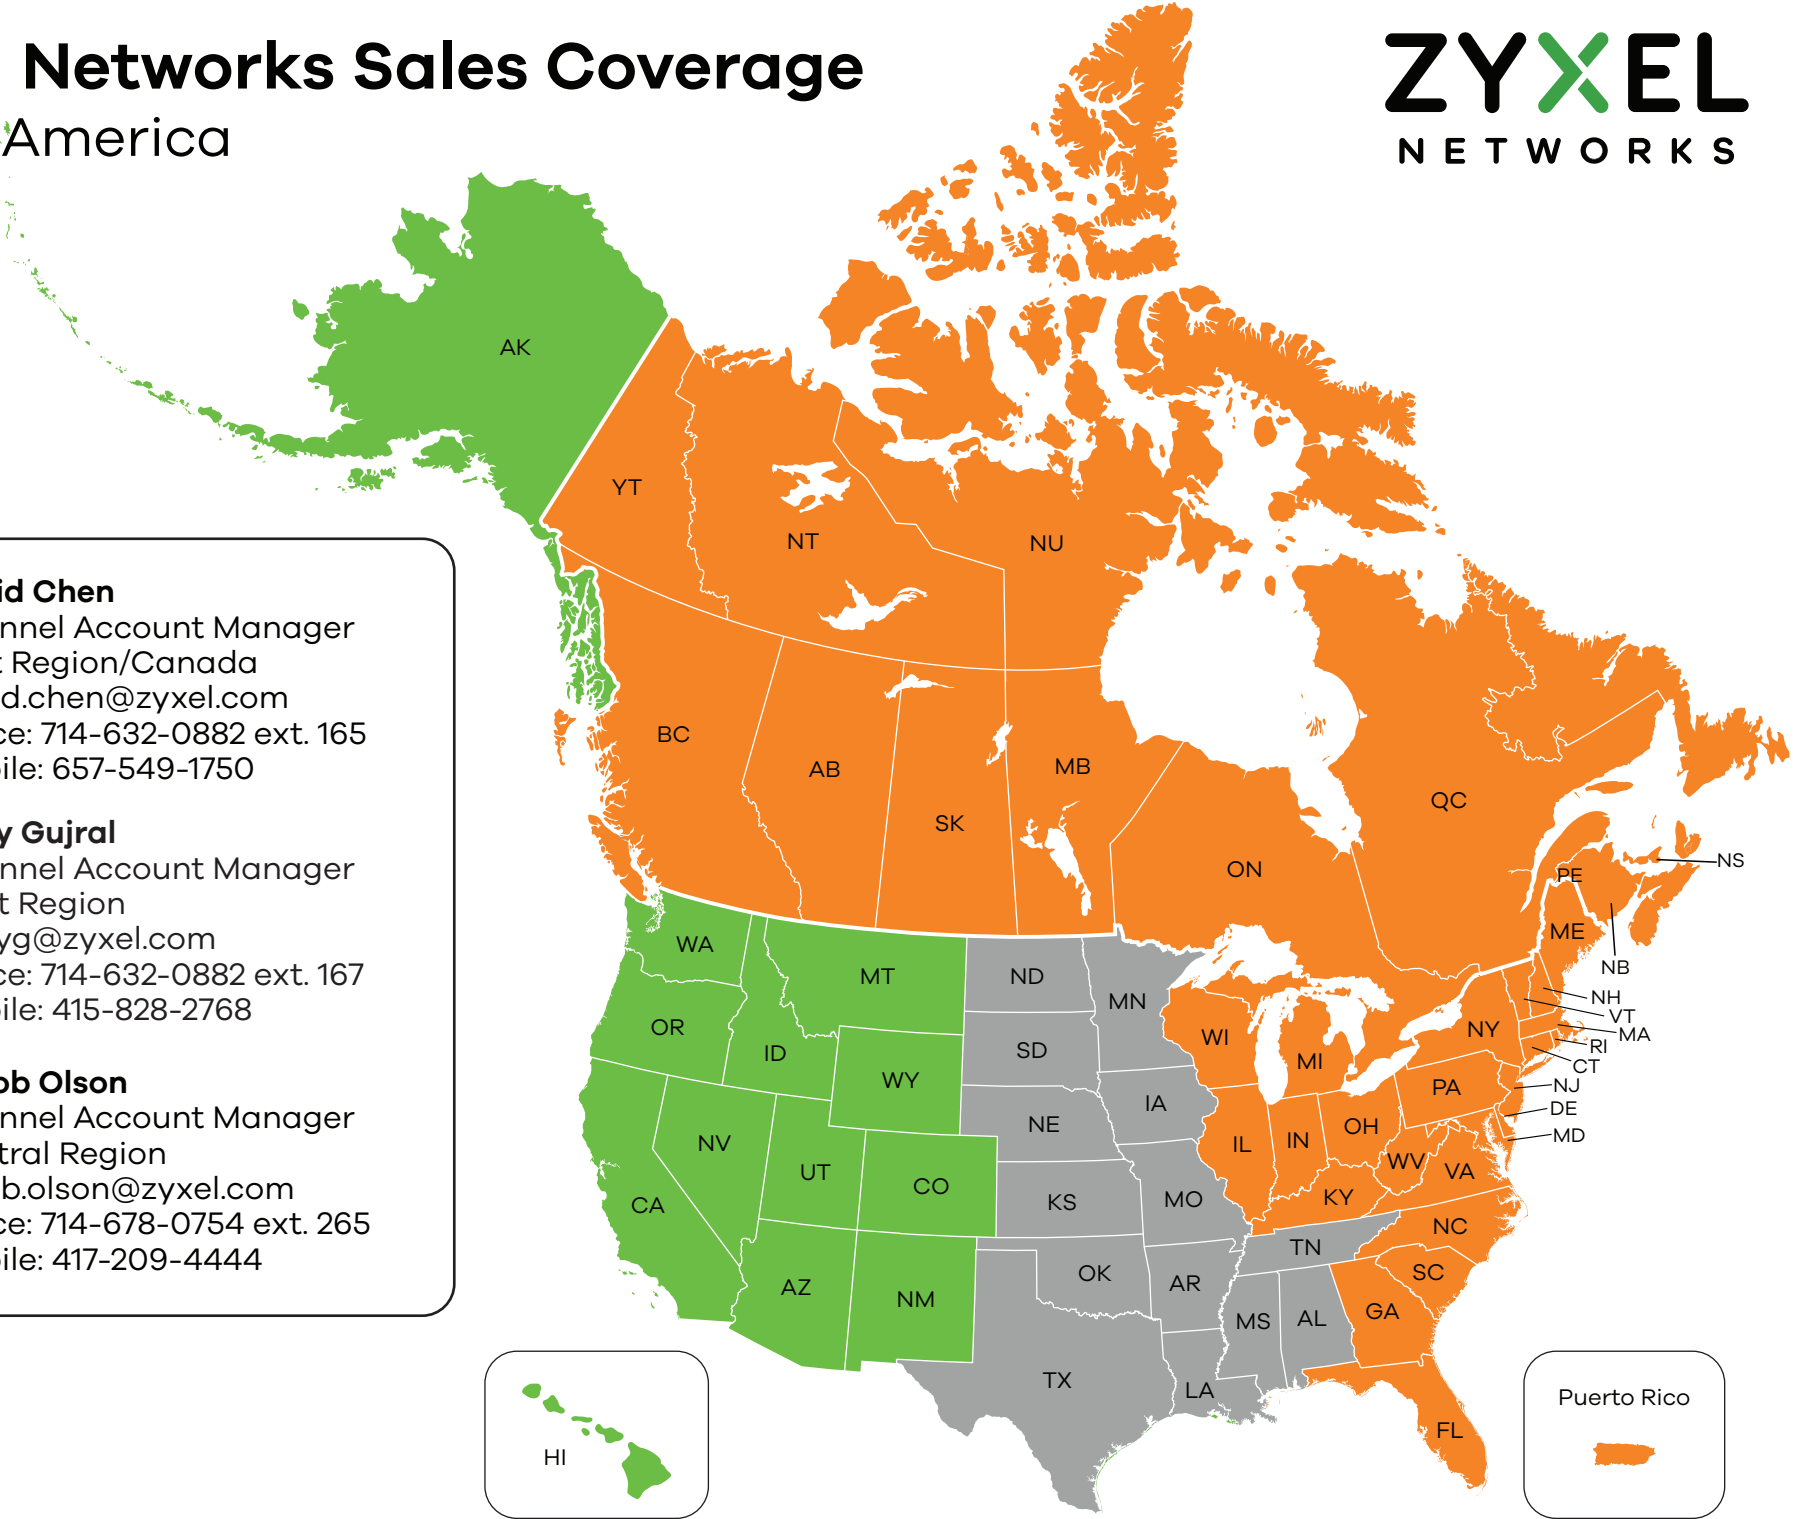 Networks Sales Coverage
America
ZYXEL
NETWORKS
id Chen
nnel Account Manager
t Region/Canada
d.chen@zyxel.com
ce: 714-632-0882 ext. 165
ile: 657-549-1750
y Gujral
nnel Account Manager
t Region
yg@zyxel.com
ce: 714-632-0882 ext. 167
ile: 415-828-2768
ob Olson
nnel Account Manager
tral Region
b.olson@zyxel.com
ce: 714-678-0754 ext. 265
ile: 417-209-4444
AK
YT
NT
NU
BC
AB
SK
MB
ON
QC
PE
NS
NB
ME
NH
VT
MA
RI
CT
NJ
DE
MD
WA
MT
ND
MN
OR
ID
WY
SD
WI
MI
NY
PA
NE
IA
NV
UT
CO
CA
KS
MO
IL
IN
OH
WV
VA
KY
NC
TN
SC
AZ
NM
OK
AR
MS
AL
GA
TX
LA
FL
HI
Puerto Rico